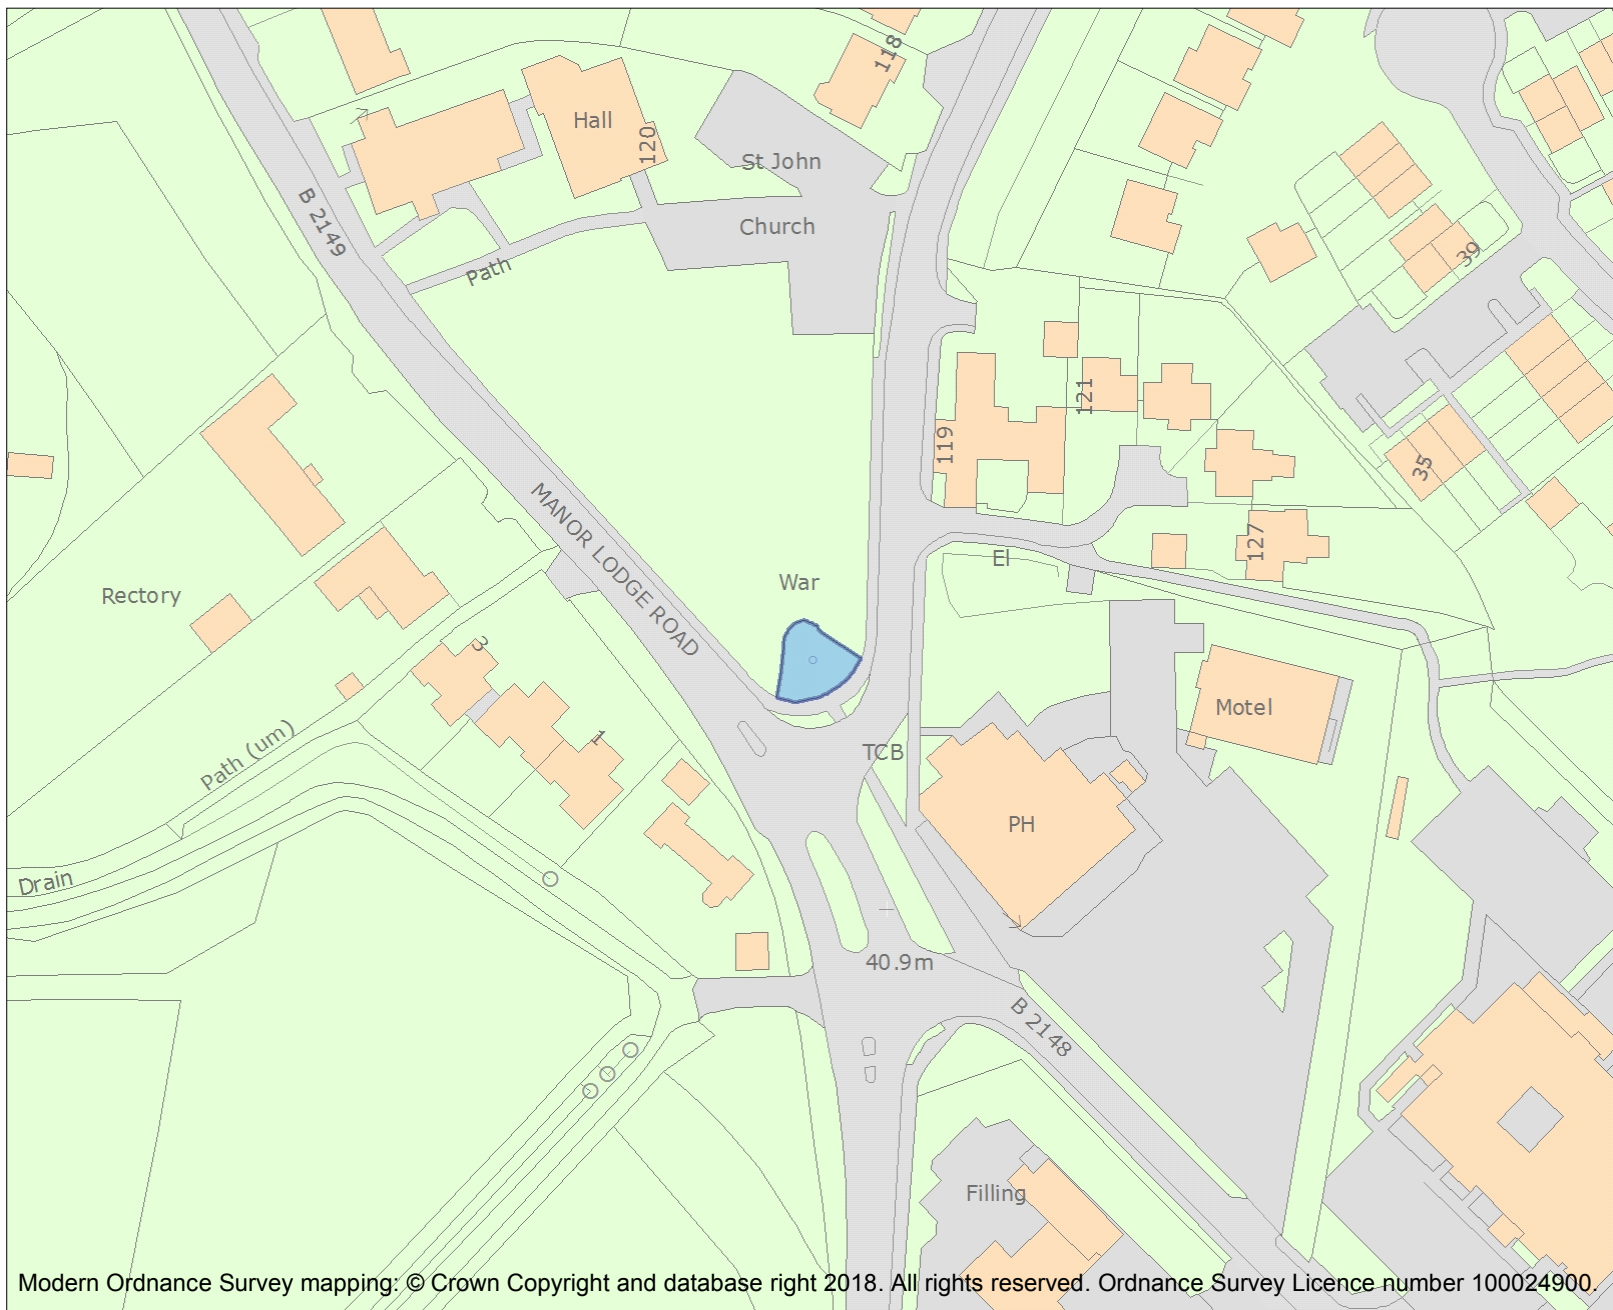 118
Hall
120
St John
B 2149
Church
39
Path
121
119
35
MANOR LODGE ROAD
127
El
War
Rectory
3
Motel
1
Path (um)
TCB
PH
Drain
40.9m
B 2148
Filling
Modern Ordnance Survey mapping: © Crown Copyright and database right 2018. All rights reserved. Ordnance Survey Licence number 100024900.